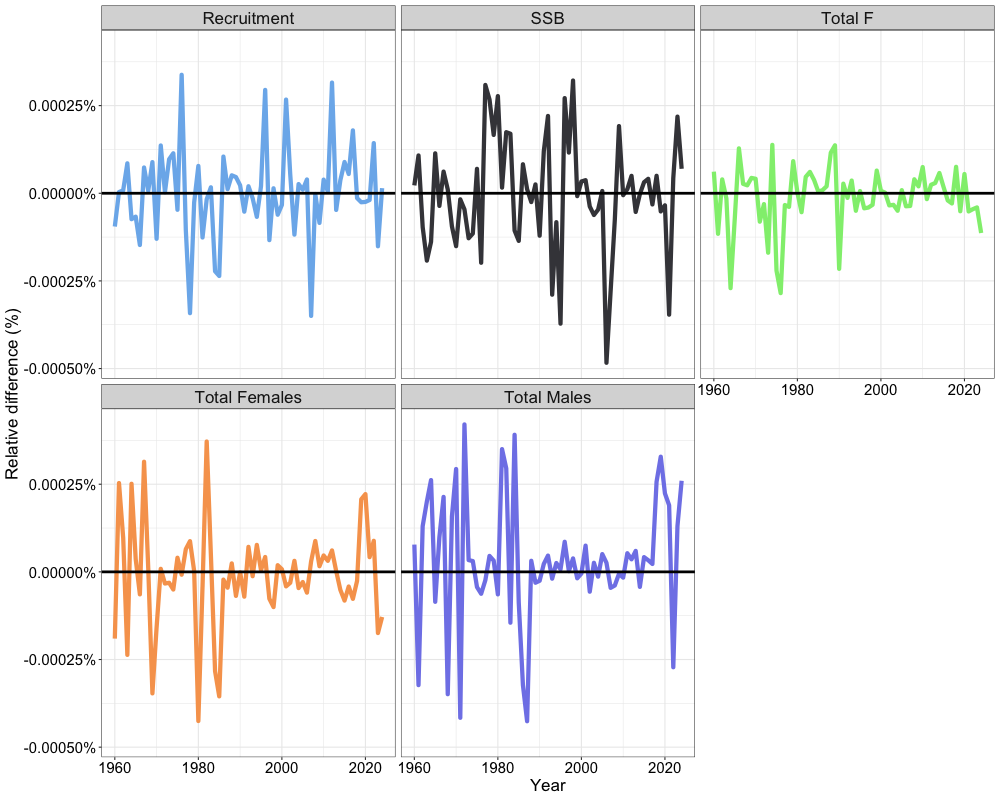 Recruitment SSB Total F
0.00025%
0.00000%
-0.00025%
-0.00050%
1960 1980 2000 2020
Total Females Total Males
0.00025%
0.00000%
-0.00025%
-0.00050%
1960 1980 2000 2020 1960 1980 2000 2020
Year
Relative difference (%)